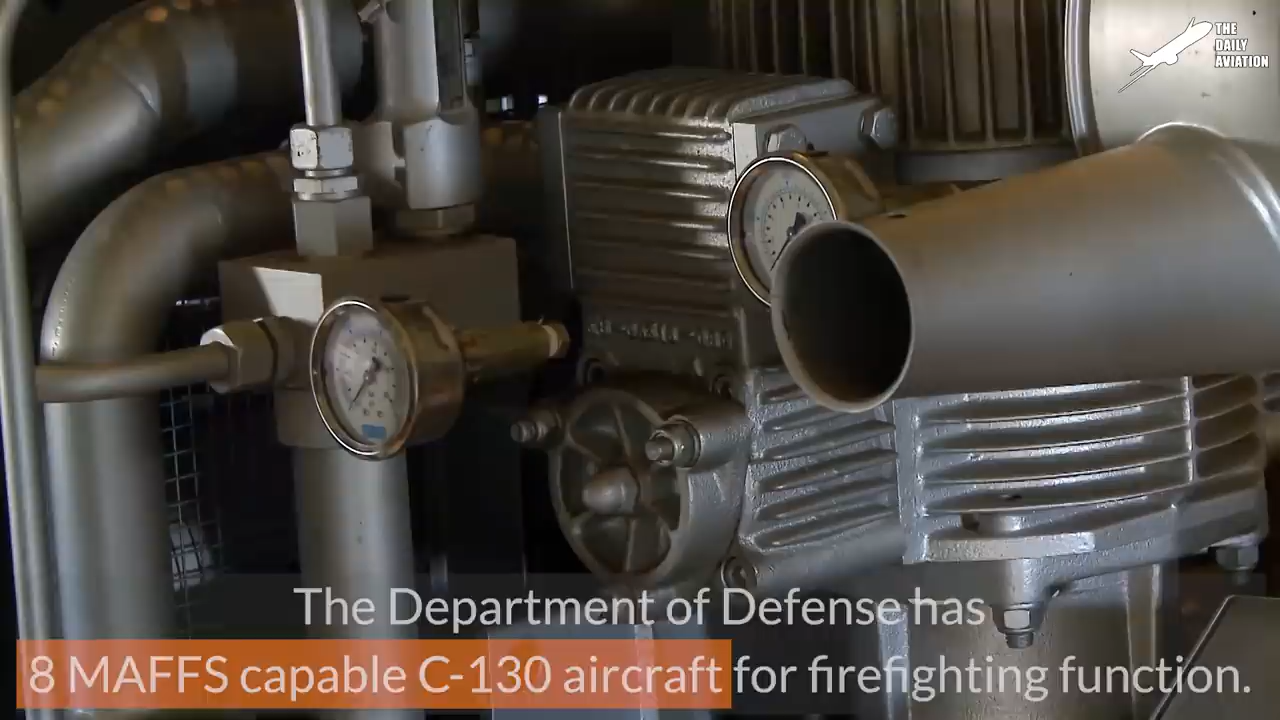 THE
DAILY
AVIATION
The Department of Defense has
8 MAFFS capable C-130 aircraft for firefighting function.